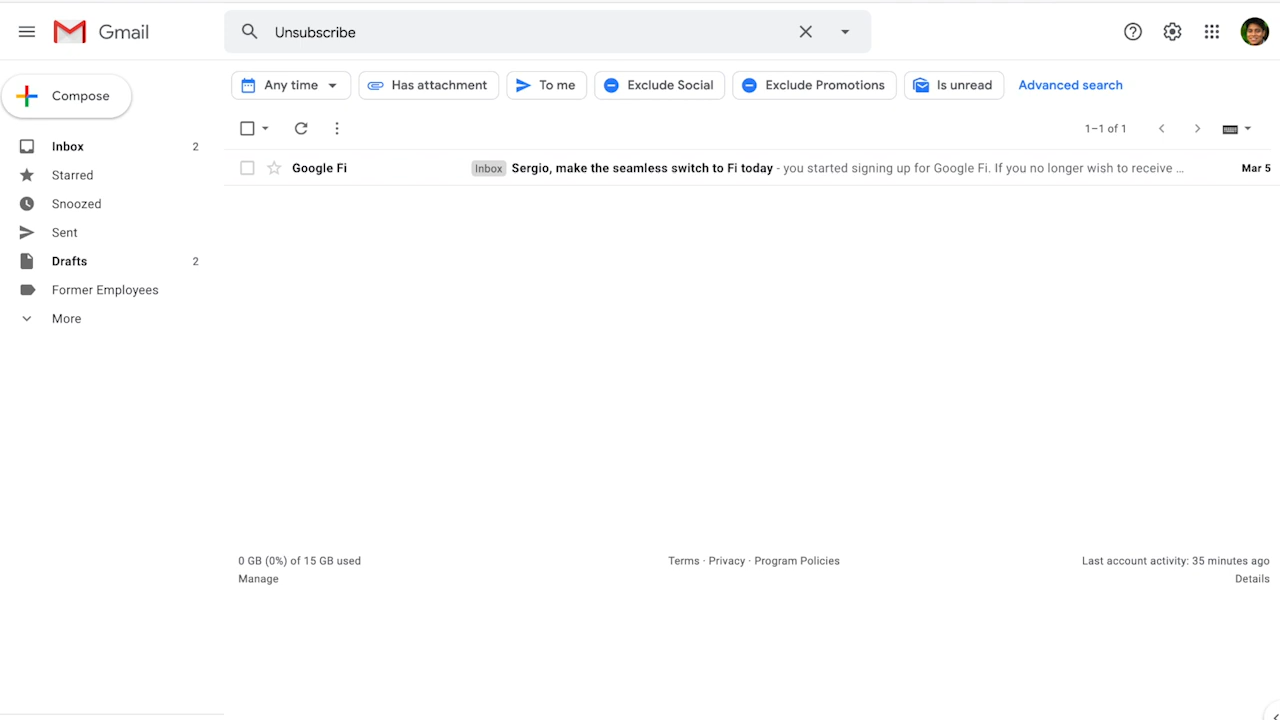 Gmail
Unsubscribe
Any time
Has attachment
To me
Exclude Social
Exclude Promotions
Is unread
Advanced search
Compose
1–1 of 1
Inbox 2
Starred
Snoozed
Sent
Drafts 2
Former Employees
More
Google Fi Inbox Sergio, make the seamless switch to Fi today - you started signing up for Google Fi. If you no longer wish to receive ... Mar 5
0 GB (0%) of 15 GB used
Manage
Terms · Privacy · Program Policies
Last account activity: 35 minutes ago
Details